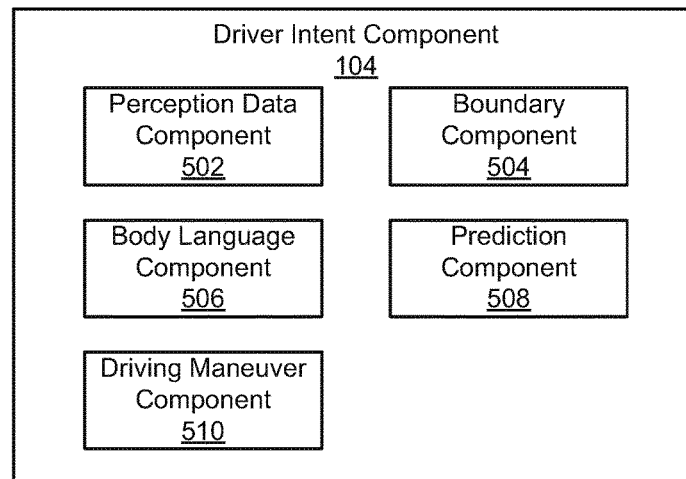 Driver Intent Component
104
Perception Data
Component
502
Boundary
Component
504
Body Language
Component
506
Prediction
Component
508
Driving Maneuver
Component
510